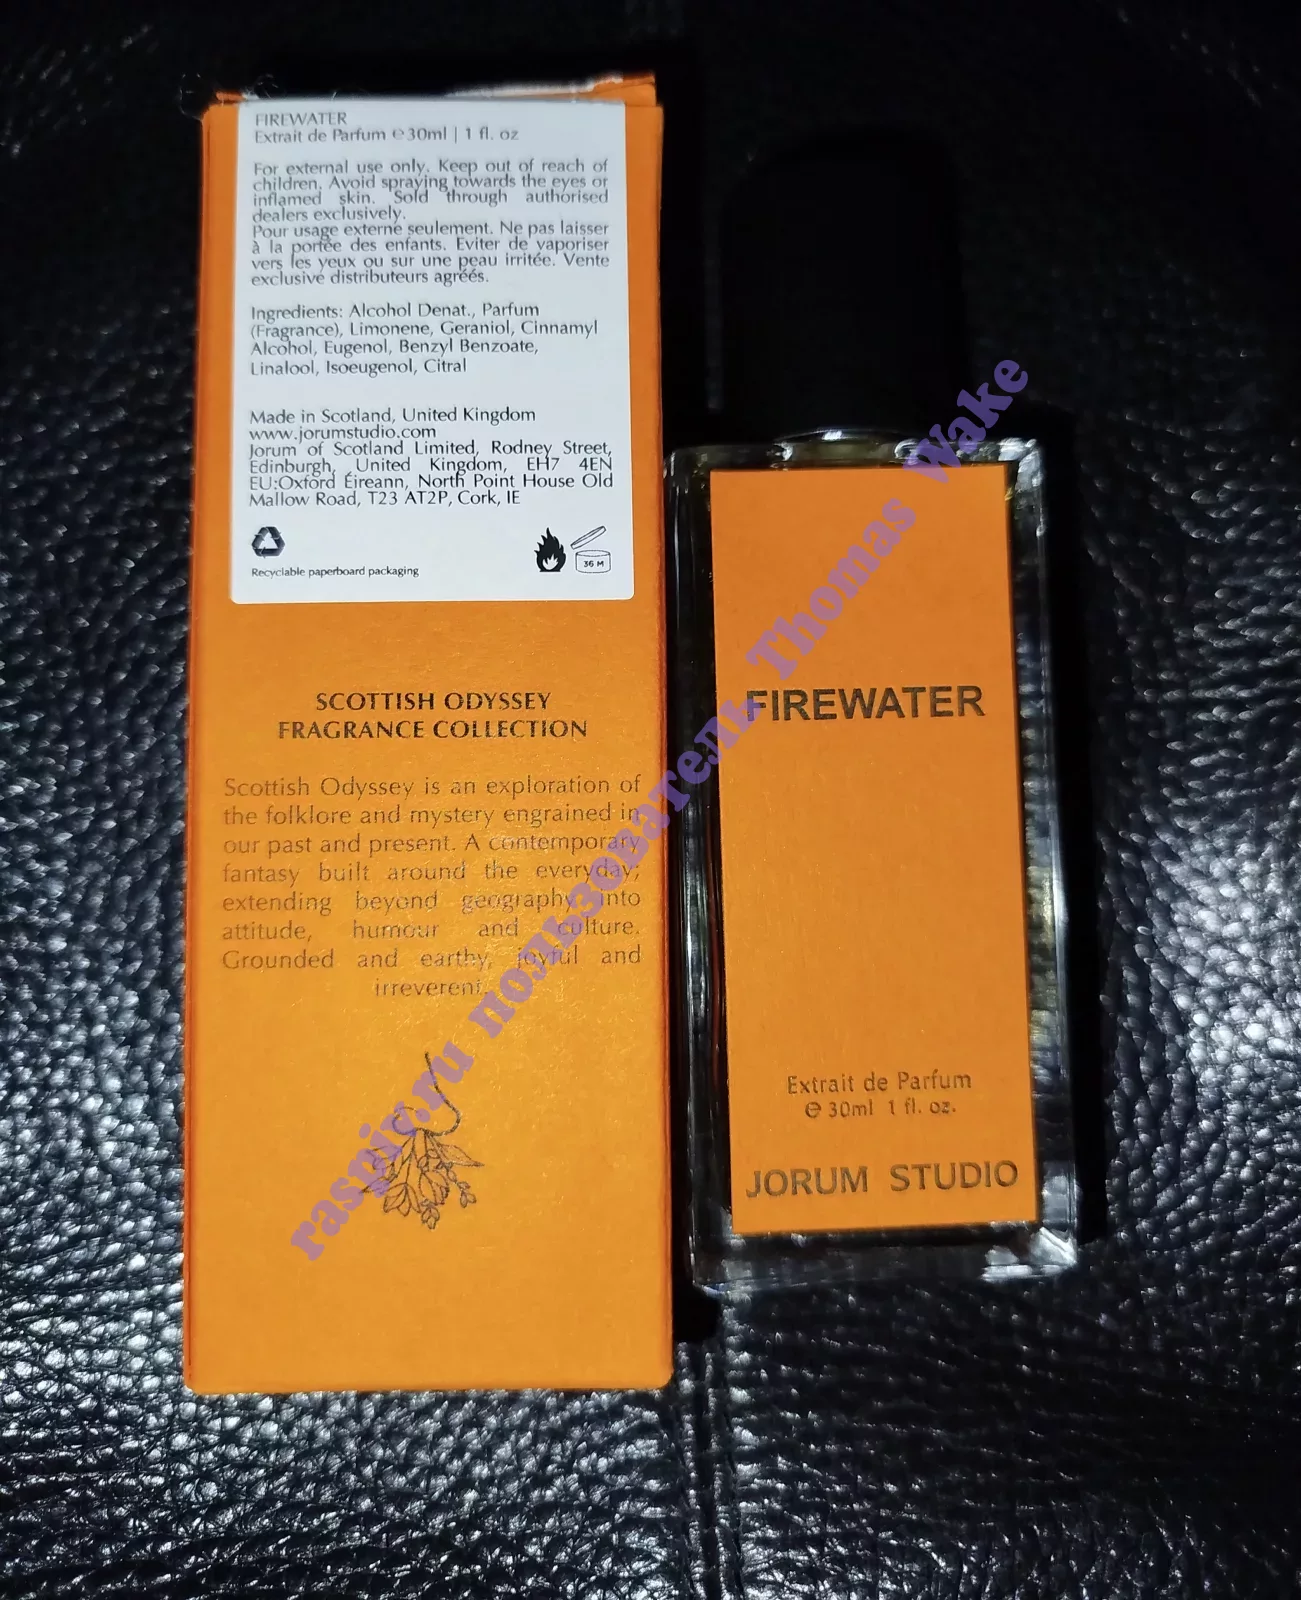 FIREWATER
Extrait de Parfum ℮30ml | 1 fl. oz
For external use only. Keep out of reach of
children. Avoid spraying towards the eyes or
inflamed skin. Sold through authorised
dealers exclusively.
Pour usage externe seulement. Ne pas laisser
à la portée des enfants. Eviter de vaporiser
vers les yeux ou sur une peau irritée. Vente
exclusive distributeurs agréés.
Ingredients: Alcohol Denat., Parfum
(Fragrance), Limonene, Geraniol, Cinnamyl
Alcohol, Eugenol, Benzyl Benzoate,
Linalool, Isoeugenol, Citral
Made in Scotland, United Kingdom
www.jorumstudio.com
Jorum of Scotland Limited, Rodney Street,
Edinburgh, United Kingdom, EH7 4EN
EU:Oxford Éireann, North Point House Old
Mallow Road, T23 AT2P, Cork, IE
36 M
Recyclable paperboard packaging
SCOTTISH ODYSSEY
FRAGRANCE COLLECTION
Scottish Odyssey is an exploration of
the folklore and mystery engrained in
our past and present. A contemporary
fantasy built around the everyday;
extending beyond geography into
attitude, humour and culture.
Grounded and earthy, joyful and
irreverent.
FIREWATER
Extrait de Parfum
℮ 30ml 1 fl. oz.
JORUM STUDIO
raspiv.ru пользователь Thomas Wake